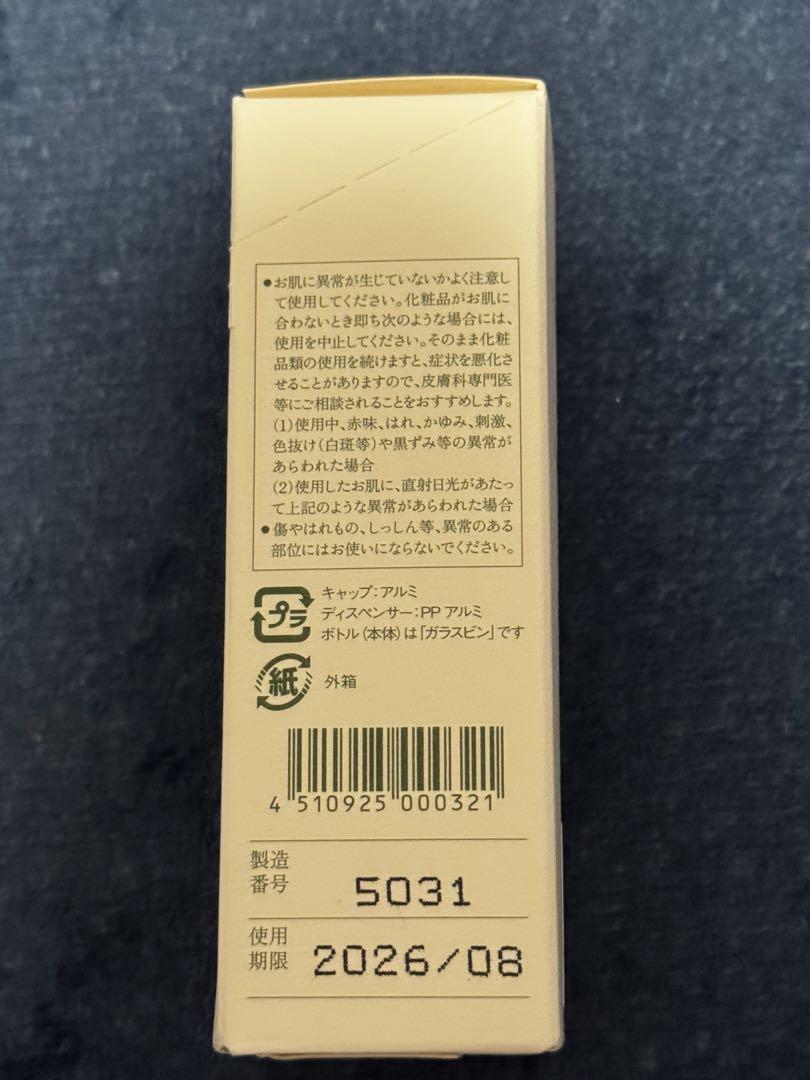 ●お肌に異常が生じていないかよく注意し
て使用してください。化粧品がお肌に
合わないとき即ち次のような場合には、
使用を中止してください。そのまま化粧
品類の使用を続けますと、症状を悪化さ
せることがありますので、皮膚科専門医
等にご相談されることをおすすめします。
(1)使用中、赤味、はれ、かゆみ、刺激、
色抜け(白斑等)や黒ずみ等の異常が
あらわれた場合
(2)使用したお肌に、直射日光があたっ
て上記のような異常があらわれた場合
●傷やはれもの、しっしん等、異常のある
部位にはお使いにならないでください。
プラ
キャップ：アルミ
ディスペンサー：PP アルミ
ボトル(本体)は「ガラスビン」です
紙
外箱
4 510925 000321
製造
番号
5031
使用
期限
2026/08